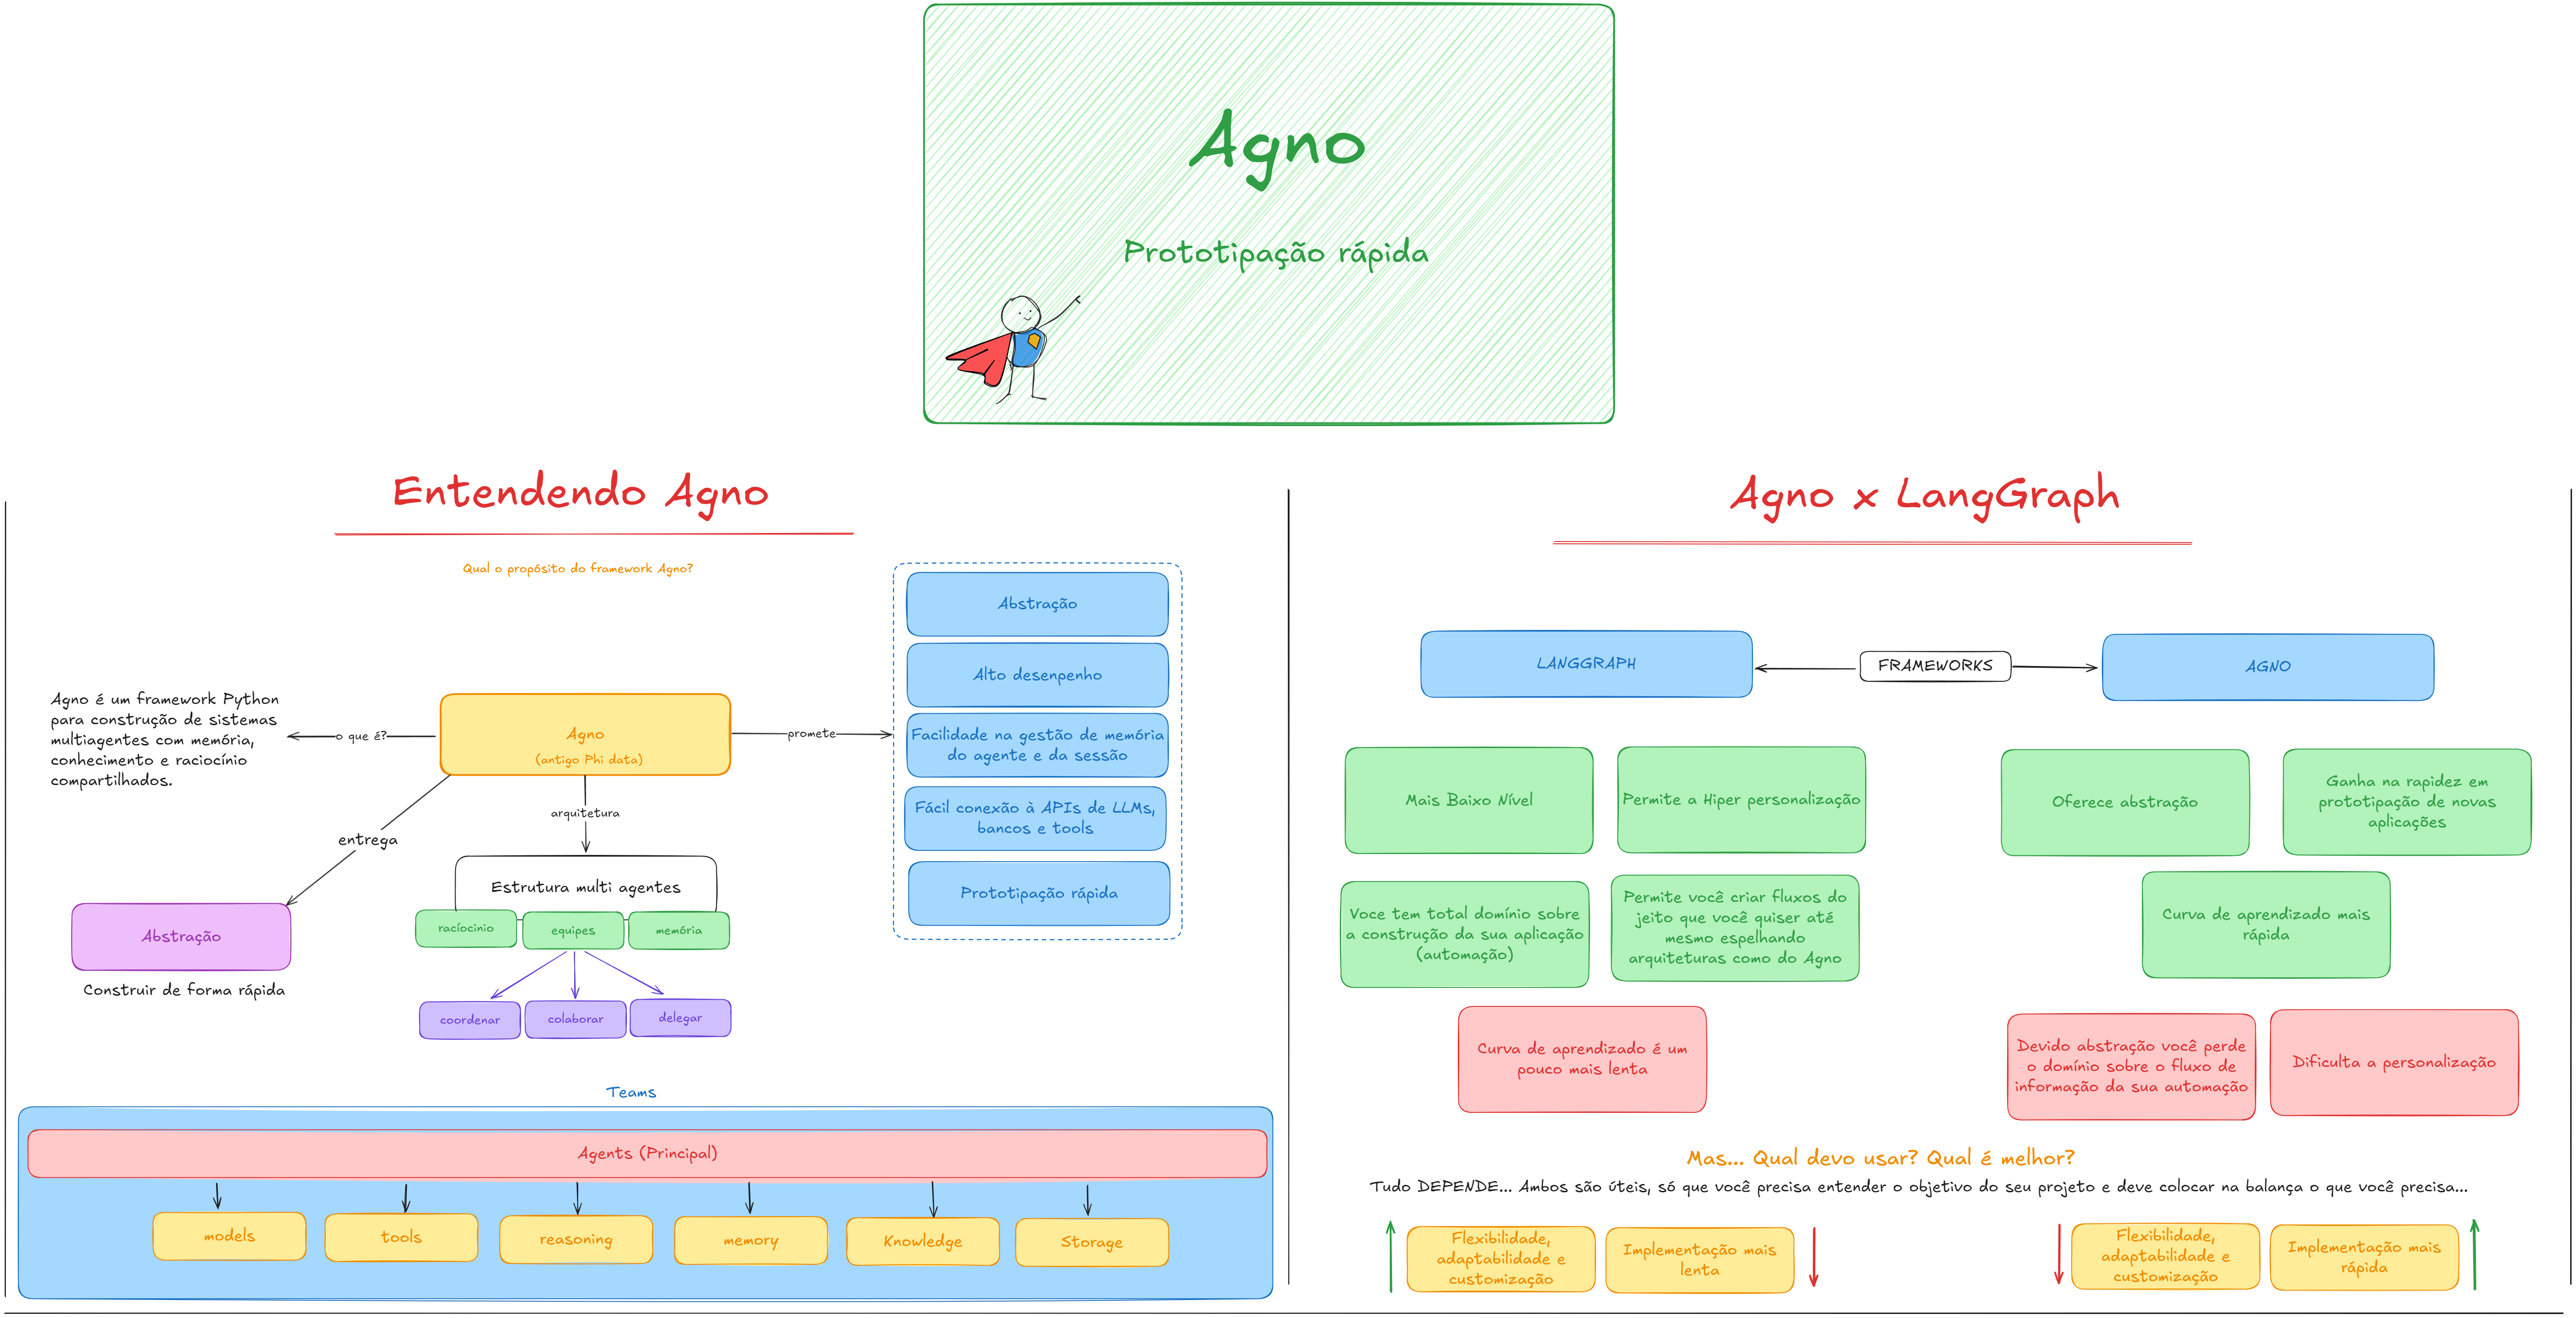 Agno
Prototipação rápida
Entendendo Agno
Qual o propósito do framework Agno?
Agno é um framework Python
para construção de sistemas
multiagentes com memória,
conhecimento e raciocínio
compartilhados.
o que é?
Agno
(antigo Phi data)
promete
Abstração
Alto desenpenho
Facilidade na gestão de memória
do agente e da sessão
Fácil conexão à APIs de LLMs,
bancos e tools
Prototipação rápida
entrega
Abstração
Construir de forma rápida
arquitetura
Estrutura multi agentes
racíocinio
equipes
memória
coordenar
colaborar
delegar
Teams
Agents (Principal)
models
tools
reasoning
memory
Knowledge
Storage
Agno x LangGraph
LANGGRAPH
FRAMEWORKS
AGNO
Mais Baixo Nível
Permite a Hiper personalização
Voce tem total domínio sobre
a construção da sua aplicação
(automação)
Permite você criar fluxos do
jeito que você quiser até
mesmo espelhando
arquiteturas como do Agno
Curva de aprendizado é um
pouco mais lenta
Oferece abstração
Ganha na rapidez em
prototipação de novas
aplicações
Curva de aprendizado mais
rápida
Devido abstração você perde
o domínio sobre o fluxo de
informação da sua automação
Dificulta a personalização
Mas... Qual devo usar? Qual é melhor?
Tudo DEPENDE... Ambos são úteis, só que você precisa entender o objetivo do seu projeto e deve colocar na balança o que você precisa...
Flexibilidade,
adaptabilidade e
customização
Implementação mais
lenta
Flexibilidade,
adaptabilidade e
customização
Implementação mais
rápida